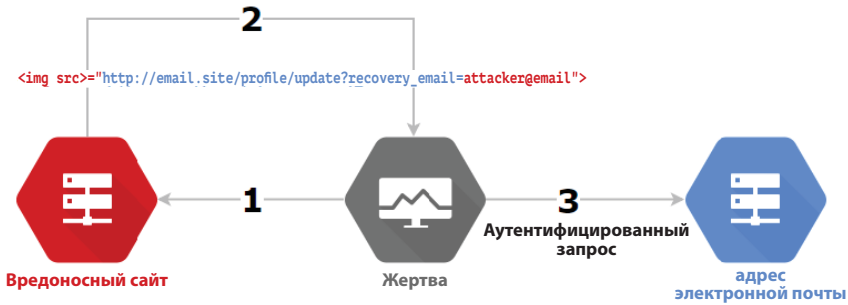 2
<img src>="http://email.site/profile/update?recovery_email=attacker@email">
1
3
Аутентифицированный
запрос
Вредоносный сайт
Жертва
адрес
электронной почты